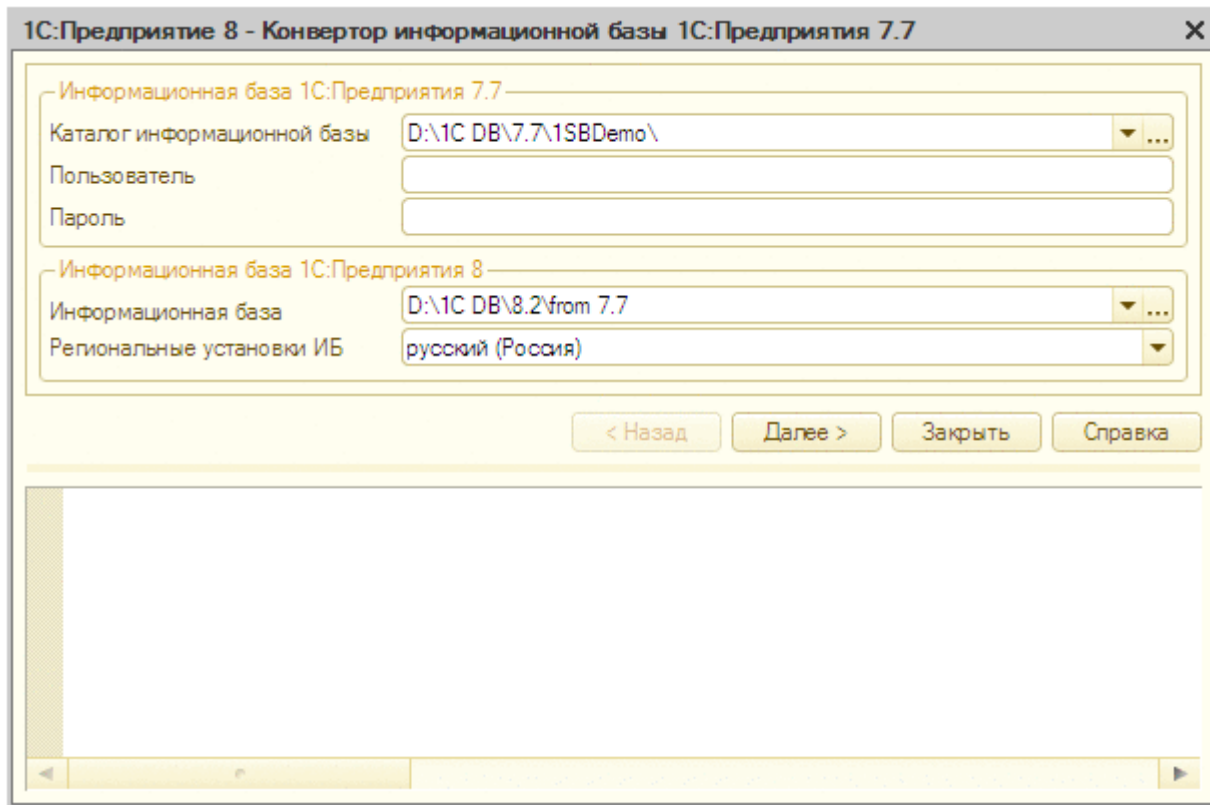 1С:Предприятие 8 - Конвертор информационной базы 1С:Предприятия 7.7
Информационная база 1С:Предприятия 7.7
Каталог информационной базы D:\1C DB\7.7\1SBDemo\ ...
Пользователь
Пароль
Информационная база 1С:Предприятия 8
Информационная база D:\1C DB\8.2\from 7.7 ...
Региональные установки ИБ русский (Россия)
< Назад Далее > Закрыть Справка